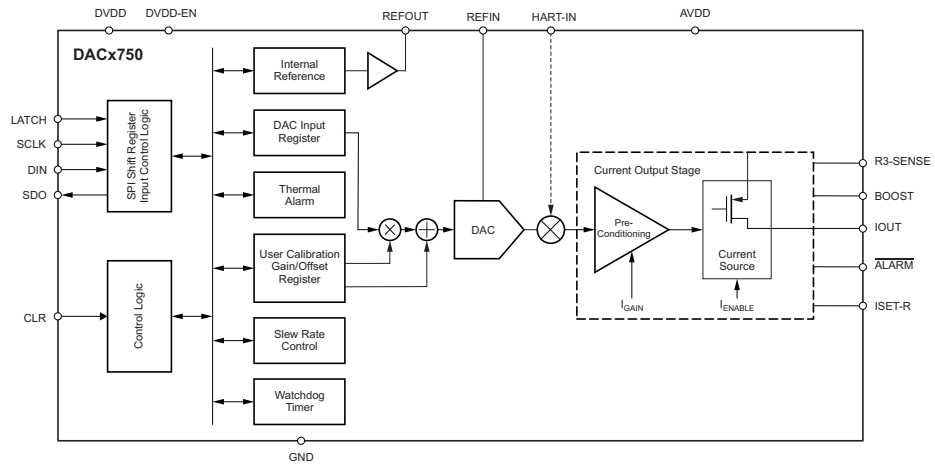 DVDD
DVDD-EN
REFOUT
REFIN
HART-IN
AVDD
DACx750
LATCH
SCLK
DIN
SDO
CLR
SPI Shift Register
Input Control Logic
Control Logic
Internal
Reference
DAC Input
Register
Thermal
Alarm
User Calibration
Gain/Offset
Register
Slew Rate
Control
Watchdog
Timer
DAC
Current Output Stage
Pre-
Conditioning
Current
Source
IGAIN
IENABLE
R3-SENSE
BOOST
IOUT
ALARM
ISET-R
GND